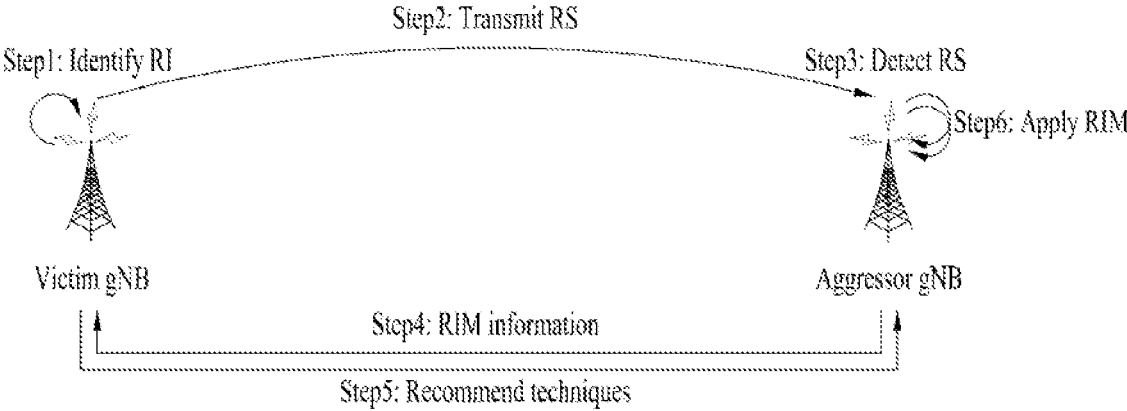 Step2: Transmit RS
Step1: Identify RI
Step3: Detect RS
Step6: Apply RIM
Victim gNB
Aggressor gNB
Step4: RIM information
Step5: Recommend techniques